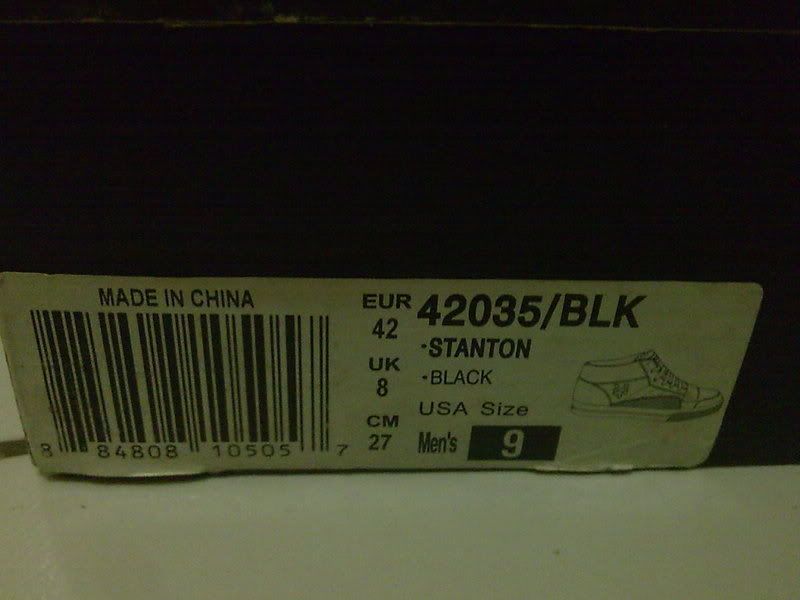 MADE IN CHINA
8 84808 10505 7
EUR
42
UK
8
CM
27
42035/BLK
·STANTON
·BLACK
USA Size
Men's 9